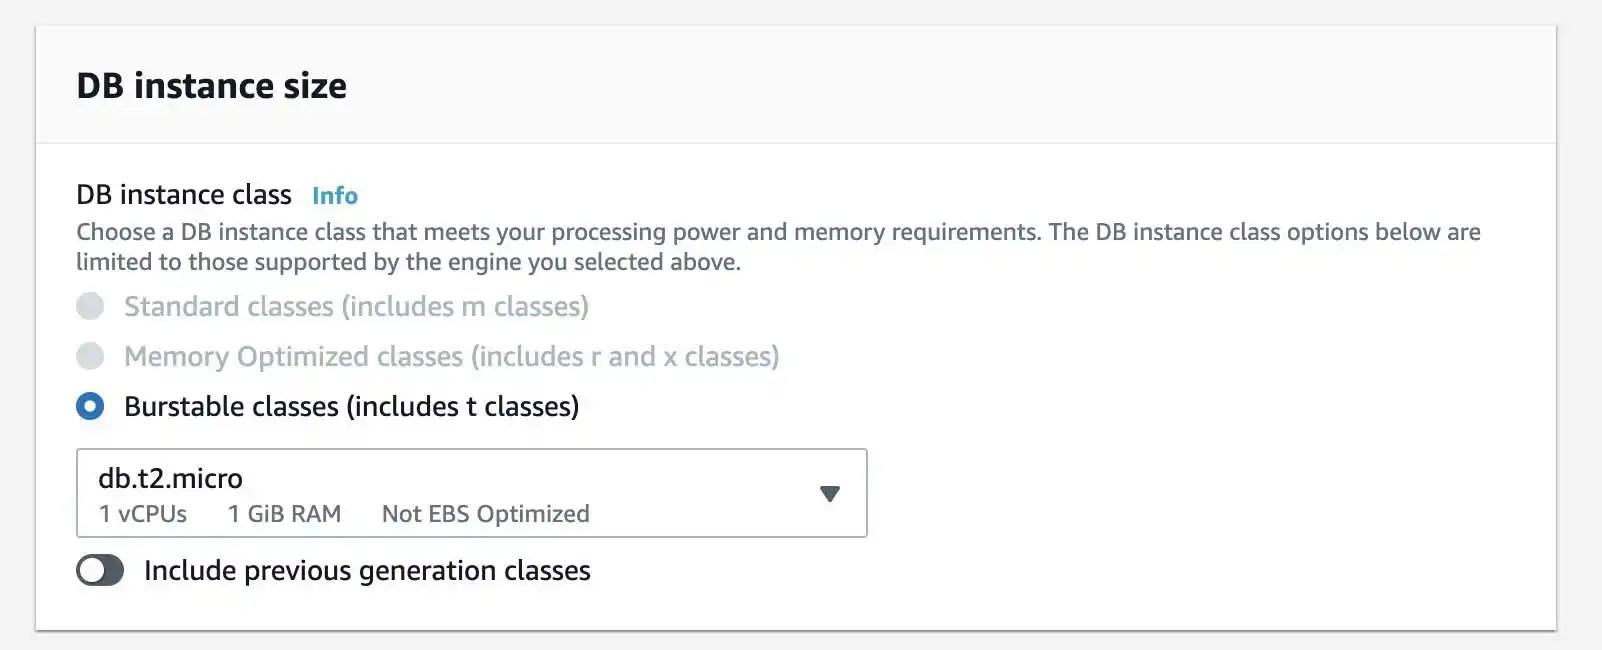 DB instance size
DB instance class Info
Choose a DB instance class that meets your processing power and memory requirements. The DB instance class options below are
limited to those supported by the engine you selected above.
Standard classes (includes m classes)
Memory Optimized classes (includes r and x classes)
Burstable classes (includes t classes)
db.t2.micro
1 vCPUs 1 GiB RAM Not EBS Optimized
Include previous generation classes